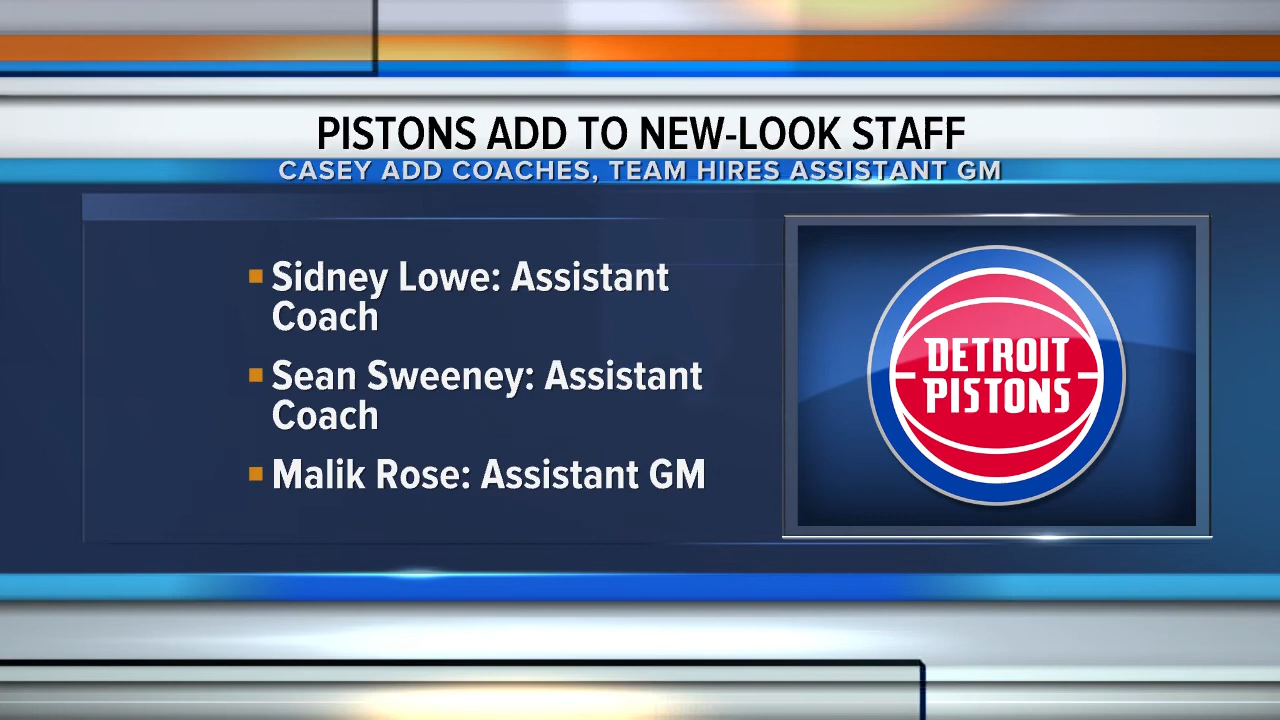 PISTONS ADD TO NEW-LOOK STAFF
CASEY ADD COACHES, TEAM HIRES ASSISTANT GM
Sidney Lowe: Assistant
Coach
Sean Sweeney: Assistant
Coach
Malik Rose: Assistant GM
DETROIT
PISTONS